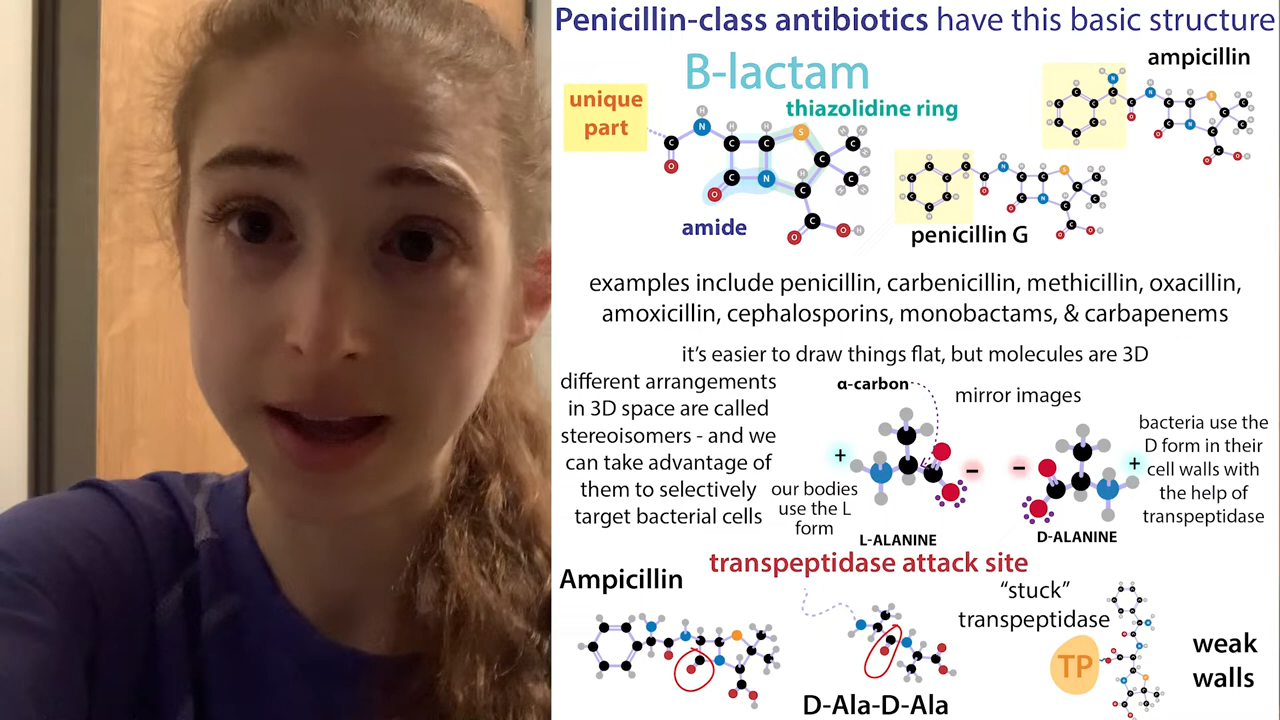 Penicillin-class antibiotics have this basic structure
B-lactam
ampicillin
unique
part
thiazolidine ring
amide
penicillin G
examples include penicillin, carbenicillin, methicillin, oxacillin,
amoxicillin, cephalosporins, monobactams, & carbapenems
it's easier to draw things flat, but molecules are 3D
different arrangements
in 3D space are called
stereoisomers - and we
can take advantage of
them to selectively
target bacterial cells
α-carbon
mirror images
our bodies
use the L
form
L-ALANINE
D-ALANINE
bacteria use the
D form in their
cell walls with
the help of
transpeptidase
transpeptidase attack site
Ampicillin
D-Ala-D-Ala
"stuck"
transpeptidase
TP
weak
walls